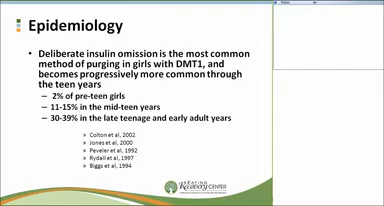 Epidemiology
• Deliberate insulin omission is the most common
method of purging in girls with DMT1, and
becomes progressively more common through
the teen years
– 2% of pre-teen girls
– 11-15% in the mid-teen years
– 30-39% in the late teenage and early adult years
• Colton et al, 2002
• Jones et al, 2000
• Peveler et al, 1992
• Rydall et al, 1997
• Biggs et al, 1994
EATING
RECOVERY CENTER